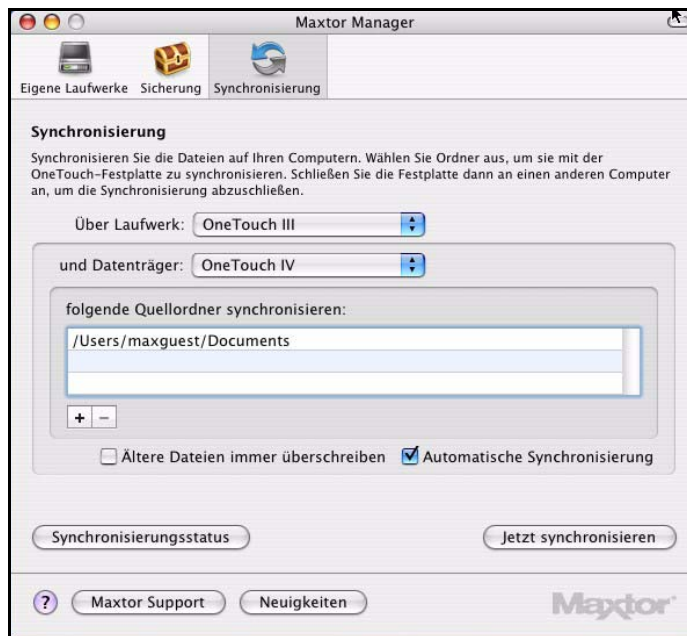 Maxtor Manager
Eigene Laufwerke Sicherung Synchronisierung
Synchronisierung
Synchronisieren Sie die Dateien auf Ihren Computern. Wählen Sie Ordner aus, um sie mit der
OneTouch-Festplatte zu synchronisieren. Schließen Sie die Festplatte dann an einen anderen Computer
an, um die Synchronisierung abzuschließen.
Über Laufwerk: OneTouch III
und Datenträger: OneTouch IV
folgende Quellordner synchronisieren:
/Users/maxguest/Documents
+ −
Ältere Dateien immer überschreiben Automatische Synchronisierung
Synchronisierungsstatus Jetzt synchronisieren
? Maxtor Support Neuigkeiten Maxtor